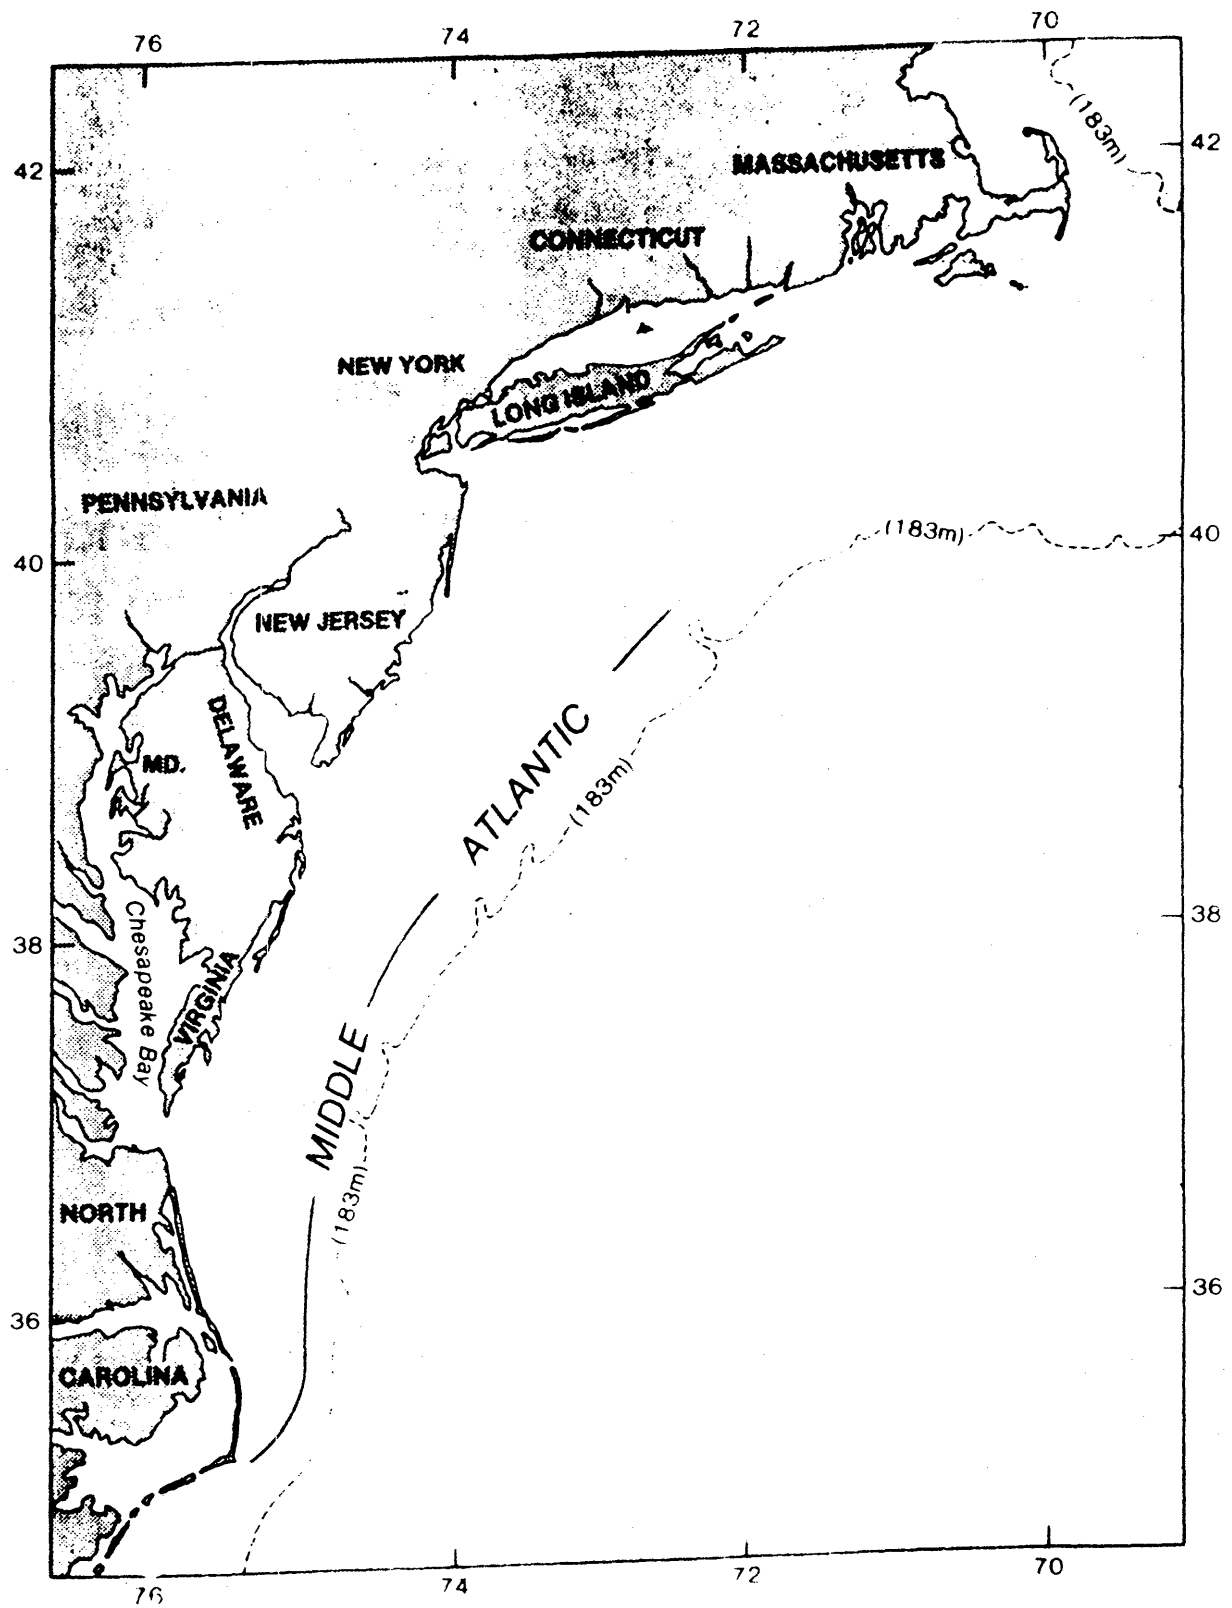 76
74
72
70
(183m)
42
42
MASSACHUSETTS
CONNECTICUT
NEW YORK
LONG ISLAND
PENNSYLVANIA
(183m)
40
40
NEW JERSEY
DELAWARE
ATLANTIC
MD.
(183m)
Chesapeake Bay
38
38
VIRGINIA
MIDDLE
(183m)
NORTH
36
36
CAROLINA
76
74
72
70